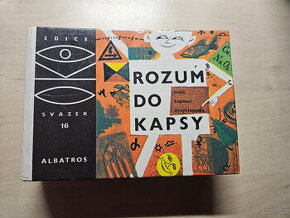 EDICE
SVAZEK
16
ALBATROS
ROZUM
DO
malá
kapesní
encyklopedie
KAPSY